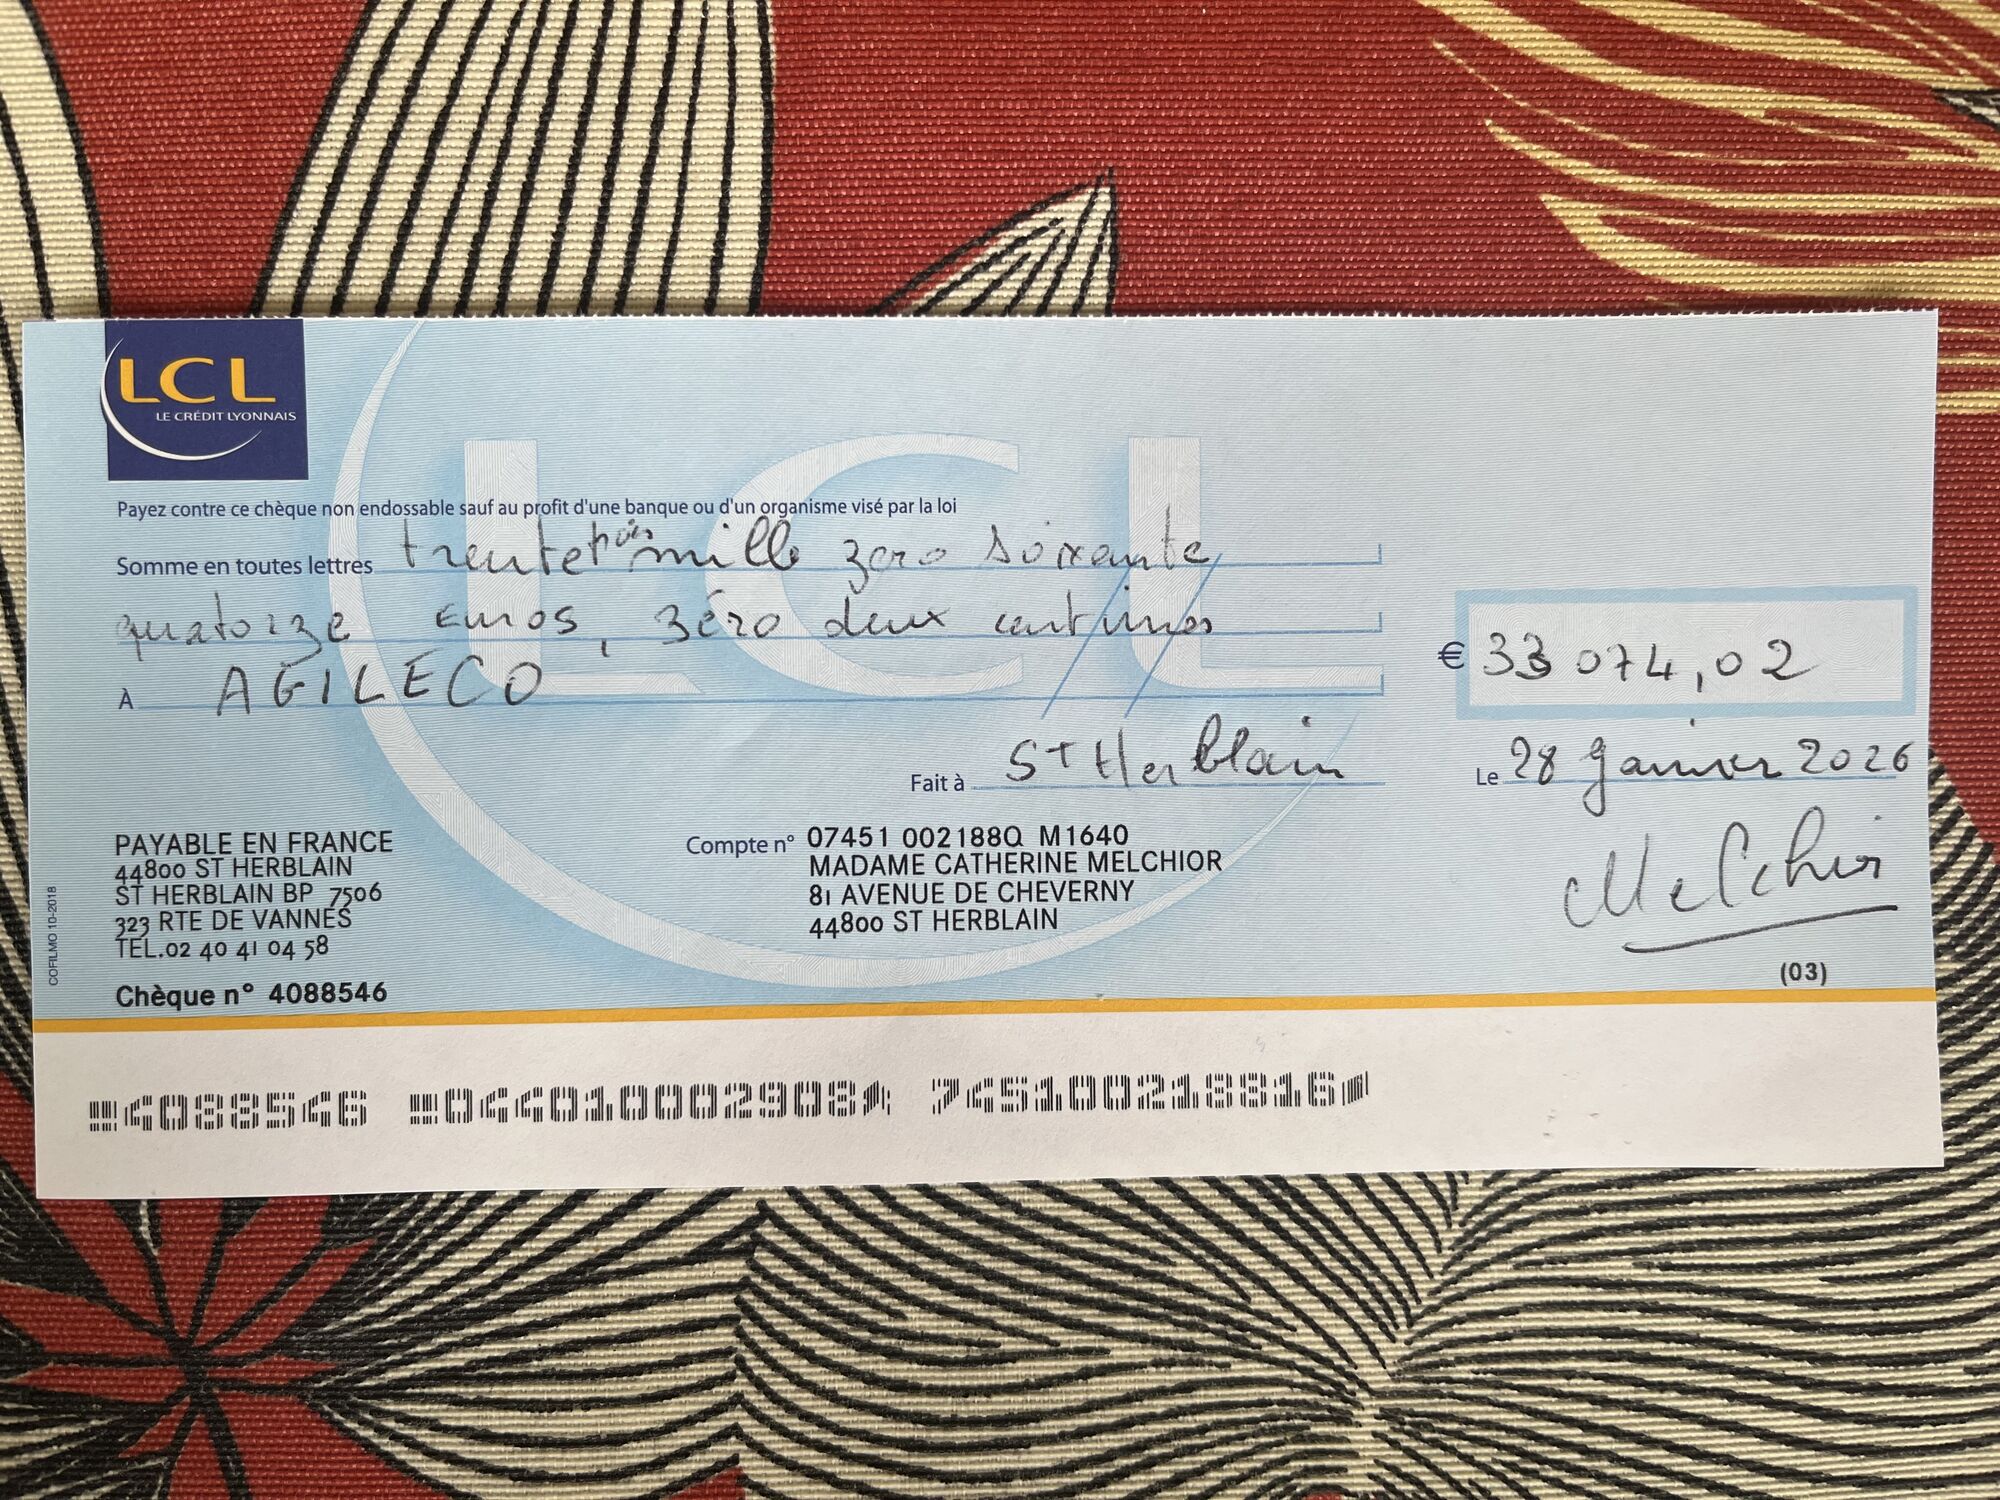 LCL
LE CRÉDIT LYONNAIS
LCL
Payez contre ce chèque non endossable sauf au profit d'une banque ou d'un organisme visé par la loi
Somme en toutes lettres trentetrois mille zero soixante
quatorze Euros, zéro deux centimes
€ 33 074,02
À AGILECO
Fait à St Herblain
Le 28 Janvier 2026
PAYABLE EN FRANCE
44800 ST HERBLAIN
ST HERBLAIN BP 7506
323 RTE DE VANNES
TEL.02 40 41 04 58
Compte n° 07451 002188Q M1640
MADAME CATHERINE MELCHIOR
81 AVENUE DE CHEVERNY
44800 ST HERBLAIN
Melchior
COFILMO 10-2018
Chèque n° 4088546
(03)
4088546 044010002908 745100218816